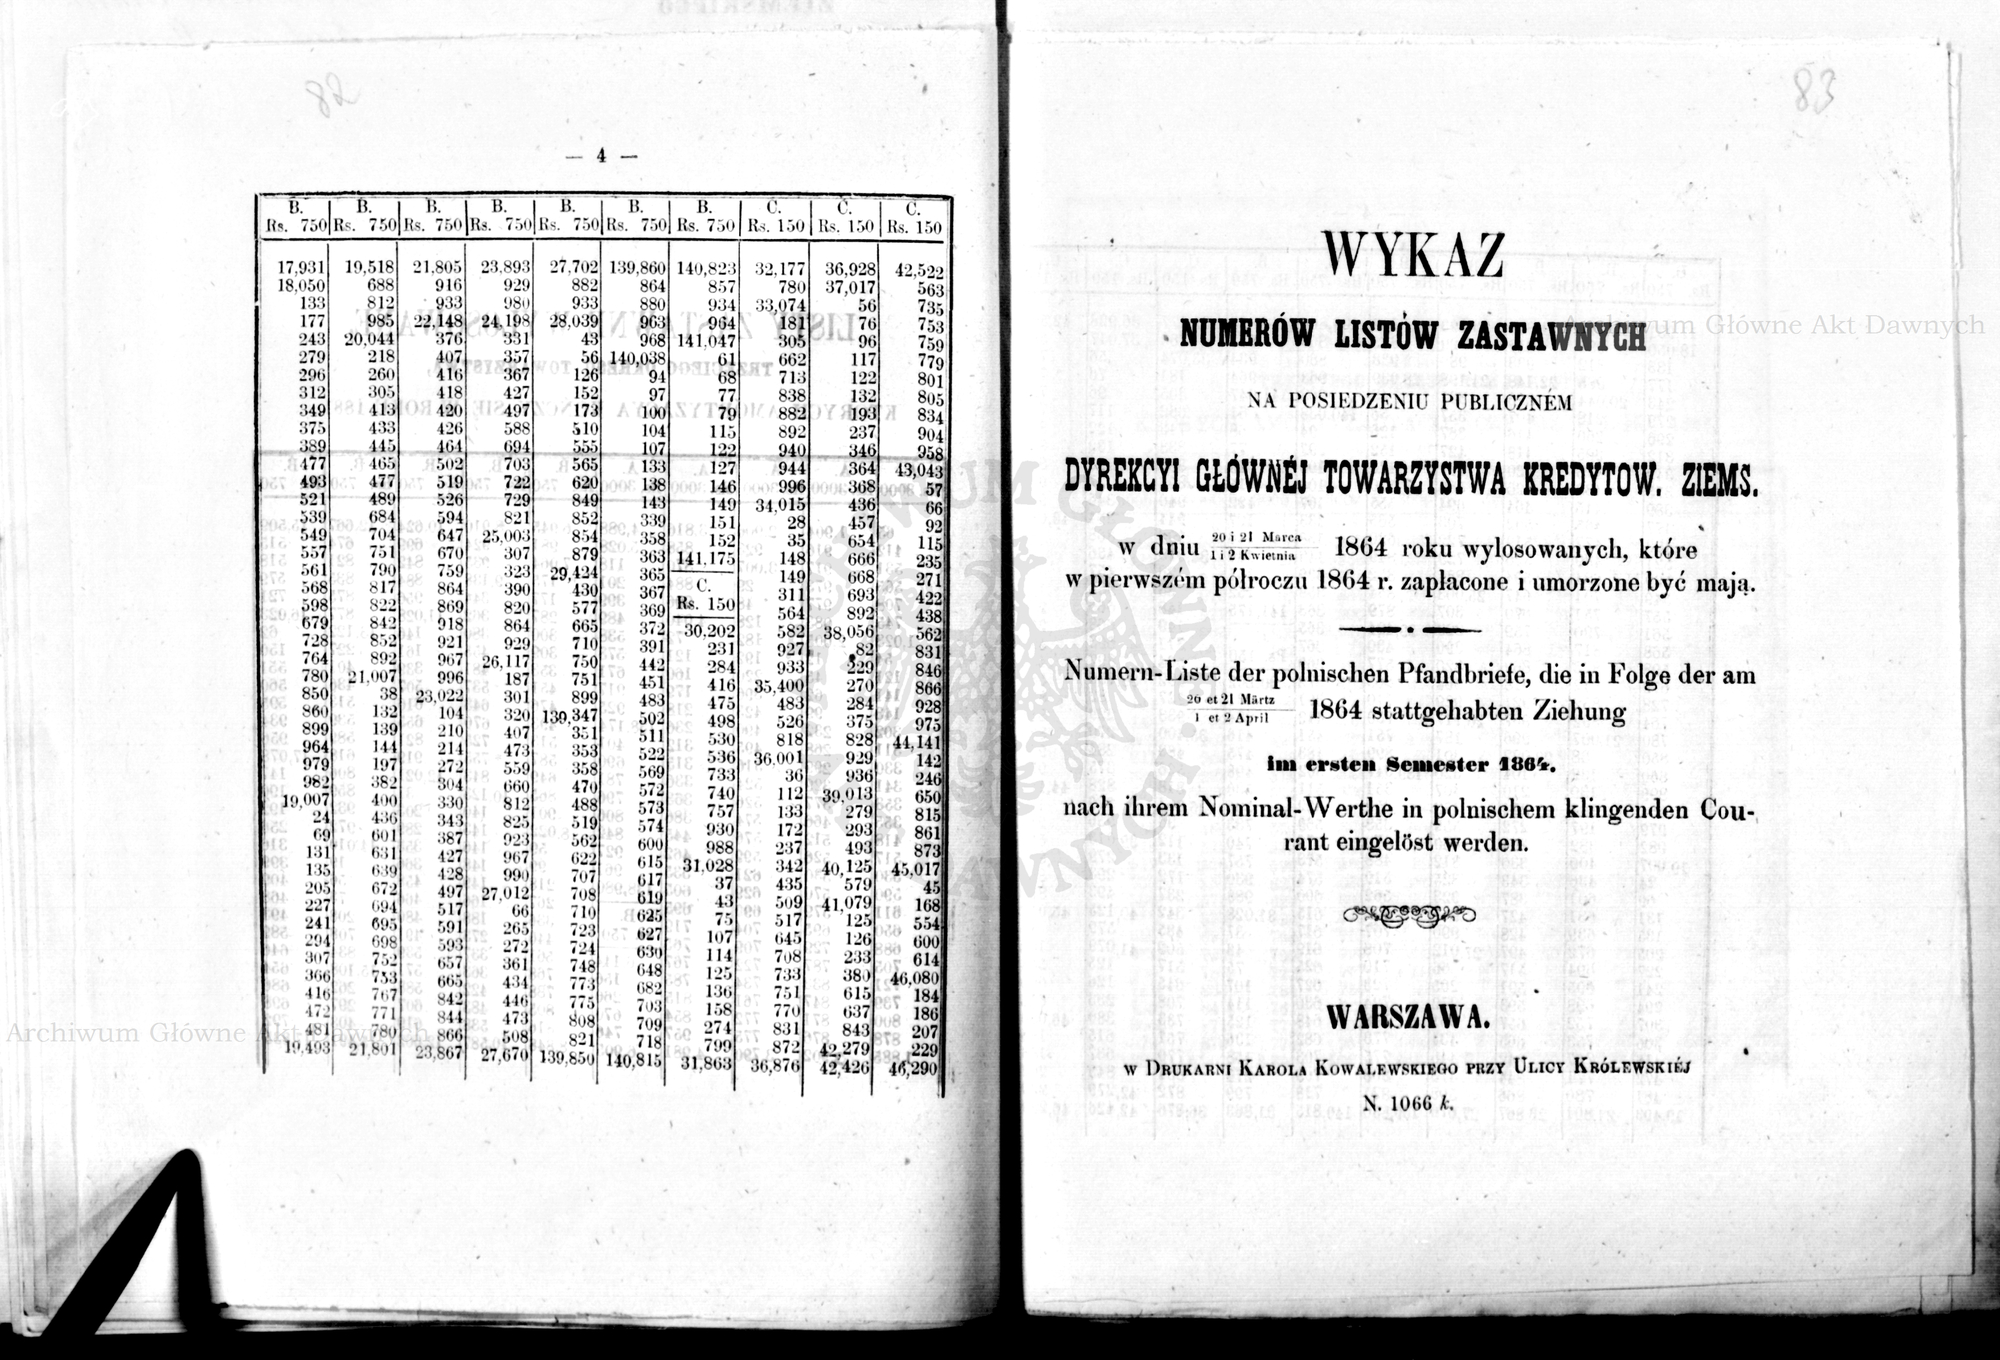 82
— 4 —
B. B. B. B. B. B. B. C. C. C.
Rs. 750 Rs. 750 Rs. 750 Rs. 750 Rs. 750 Rs. 750 Rs. 750 Rs. 150 Rs. 150 Rs. 150
17,931 19,518 21,805 23,893 27,702 139,860 140,823 32,177 36,928 42,522
18,050 688 916 929 882 864 857 780 37,017 563
133 812 933 980 933 880 934 33,074 56 735
177 985 22,148 24,198 28,039 963 964 181 76 753
243 20,044 376 331 43 968 141,047 305 96 759
279 218 407 357 56 140,038 61 662 117 779
296 260 416 367 126 94 68 713 122 801
312 305 418 427 152 97 77 838 132 805
349 413 420 497 173 100 79 882 193 834
375 433 426 588 510 104 115 892 237 904
389 445 464 694 555 107 122 940 346 958
477 465 502 703 565 133 127 944 364 43,043
493 477 519 722 620 138 146 996 368 57
521 489 526 729 849 143 149 34,015 436 66
539 684 594 821 852 339 151 28 457 92
549 704 647 25,003 854 358 152 35 654 115
557 751 670 307 879 363 141,175 148 666 235
561 790 759 323 29,424 365 149 668 271
568 817 864 390 430 367 C. 311 693 422
598 822 869 820 577 369 Rs. 150 564 892 438
679 842 918 864 665 372 30,202 582 38,056 562
728 852 921 929 710 391 231 927 82 831
764 892 967 26,117 750 442 284 933 229 846
780 21,007 996 187 751 451 416 35,400 270 866
850 38 23,022 301 899 483 475 483 284 928
860 132 104 320 139,347 502 498 526 375 975
899 139 210 407 351 511 530 818 828 44,141
964 144 214 473 353 522 536 36,001 929 142
979 197 272 559 358 569 733 36 936 246
982 382 304 660 470 572 740 112 39,013 650
19,007 400 330 812 488 573 757 133 279 815
24 436 343 825 519 574 930 172 293 861
69 601 387 923 562 600 988 237 493 873
131 631 427 967 622 615 31,028 342 40,125 45,017
135 639 428 990 707 617 37 435 579 45
205 672 497 27,012 708 619 43 509 41,079 168
227 694 517 66 710 625 75 517 125 554
241 695 591 265 723 627 107 645 126 600
294 698 593 272 724 630 114 708 233 614
307 752 657 361 748 648 125 733 380 46,080
366 753 665 434 773 682 136 751 615 184
416 767 842 446 775 703 158 770 637 186
472 771 844 473 808 709 274 831 843 207
481 780 866 508 821 718 799 872 42,279 229
19,493 21,801 23,867 27,670 139,850 140,815 31,863 36,876 42,426 46,290
Archiwum Główne Akt Dawnych
83
WYKAZ
NUMERÓW LISTÓW ZASTAWNYCH
Archiwum Główne Akt Dawnych
NA POSIEDZENIU PUBLICZNÉM
DYREKCYI GŁÓWNÉJ TOWARZYSTWA KREDYTOW. ZIEMS.
w dniu 20 i 21 Marca / 1 i 2 Kwietnia 1864 roku wylosowanych, które
w pierwszém półroczu 1864 r. zapłacone i umorzone być mają.
Numern-Liste der polnischen Pfandbriefe, die in Folge der am
20 et 21 Märtz / 1 et 2 April 1864 stattgehabten Ziehung
im ersten Semester 1864.
nach ihrem Nominal-Werthe in polnischem klingenden Cou-
rant eingelöst werden.
WARSZAWA.
W DRUKARNI KAROLA KOWALEWSKIEGO PRZY ULICY KRÓLEWSKIÉJ
N. 1066 k.